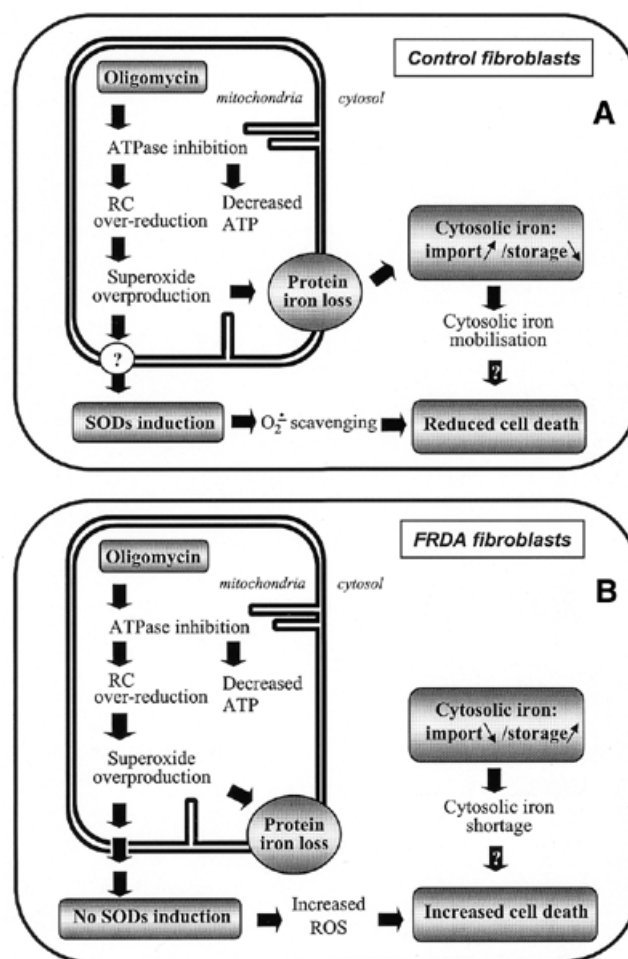 Control fibroblasts
A
Oligomycin
mitochondria
cytosol
ATPase inhibition
RC
over-reduction
Decreased
ATP
Superoxide
overproduction
Protein
iron loss
Cytosolic iron:
import↗/storage↘
Cytosolic iron
mobilisation
?
?
SODs induction
O₂∸ scavenging
Reduced cell death
FRDA fibroblasts
B
Oligomycin
mitochondria
cytosol
ATPase inhibition
RC
over-reduction
Decreased
ATP
Superoxide
overproduction
Protein
iron loss
Cytosolic iron:
import↘/storage↗
Cytosolic iron
shortage
?
No SODs induction
Increased
ROS
Increased cell death